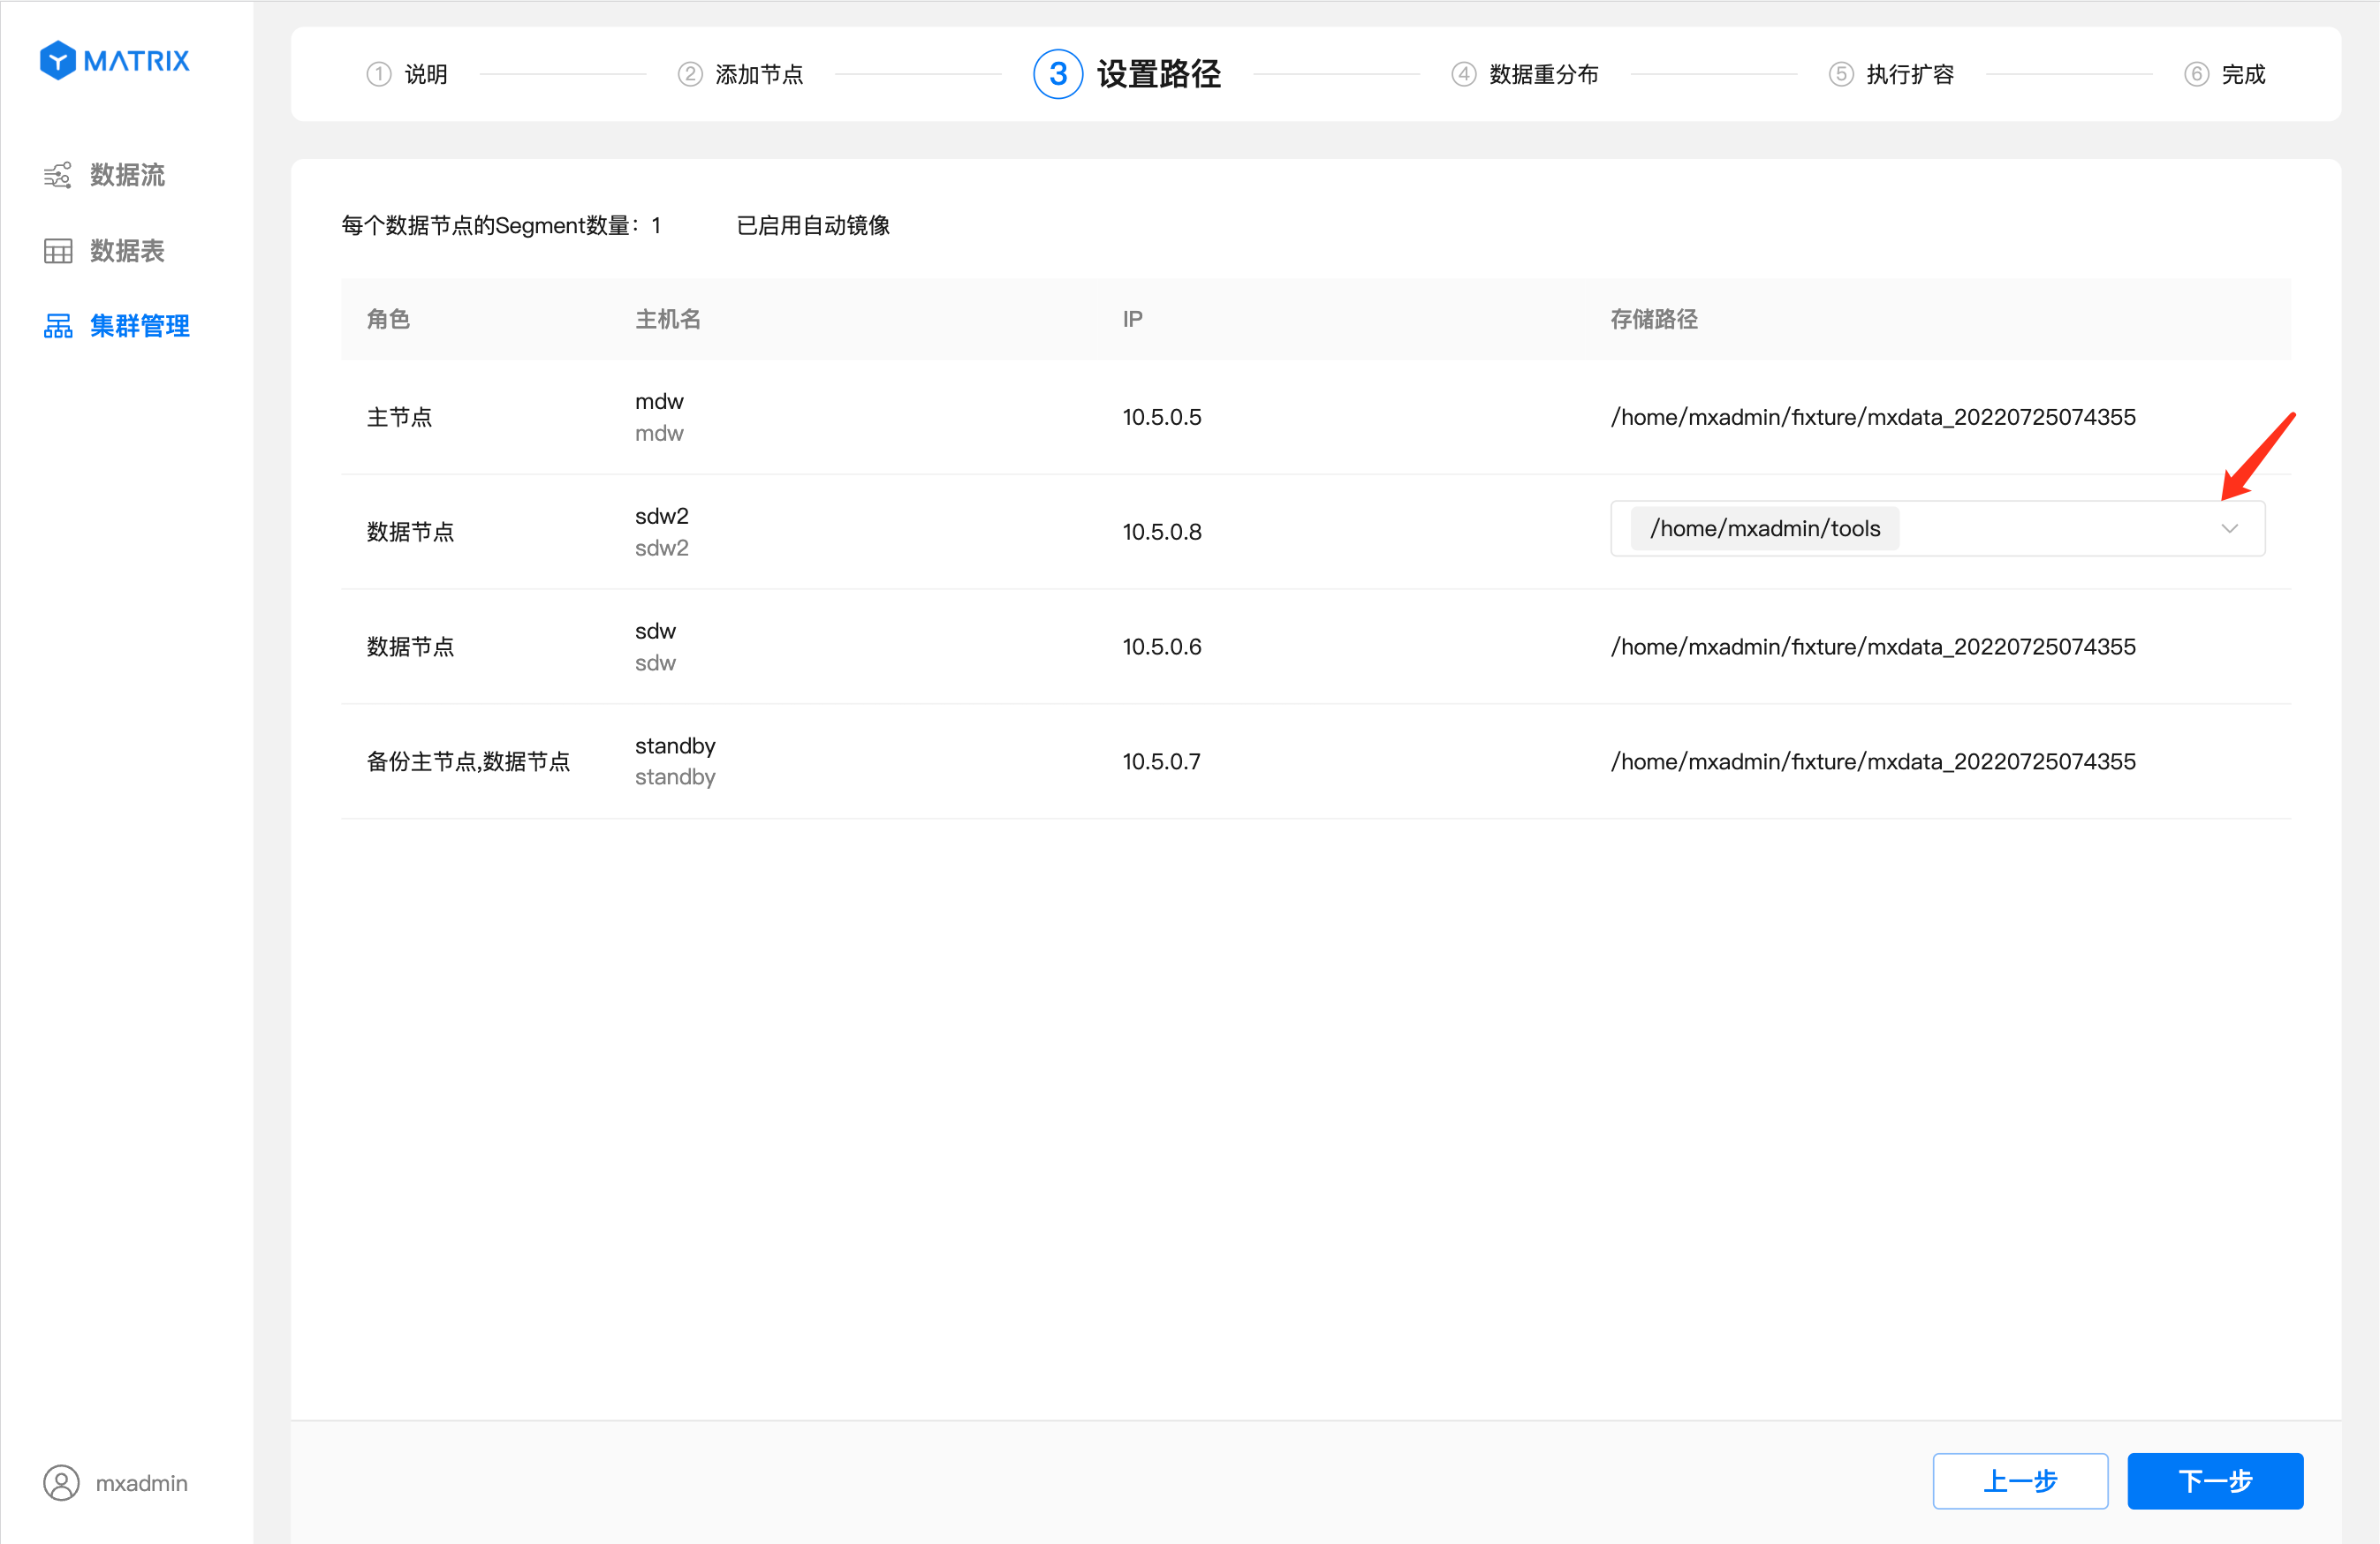 MATRIX
数据流
数据表
集群管理
mxadmin
1 说明
2 添加节点
3 设置路径
4 数据重分布
5 执行扩容
6 完成
每个数据节点的Segment数量：1 已启用自动镜像
角色 主机名 IP 存储路径
主节点 mdw 10.5.0.5 /home/mxadmin/fixture/mxdata_20220725074355
mdw
数据节点 sdw2 10.5.0.8 /home/mxadmin/tools
sdw2
数据节点 sdw 10.5.0.6 /home/mxadmin/fixture/mxdata_20220725074355
sdw
备份主节点,数据节点 standby 10.5.0.7 /home/mxadmin/fixture/mxdata_20220725074355
standby
上一步 下一步